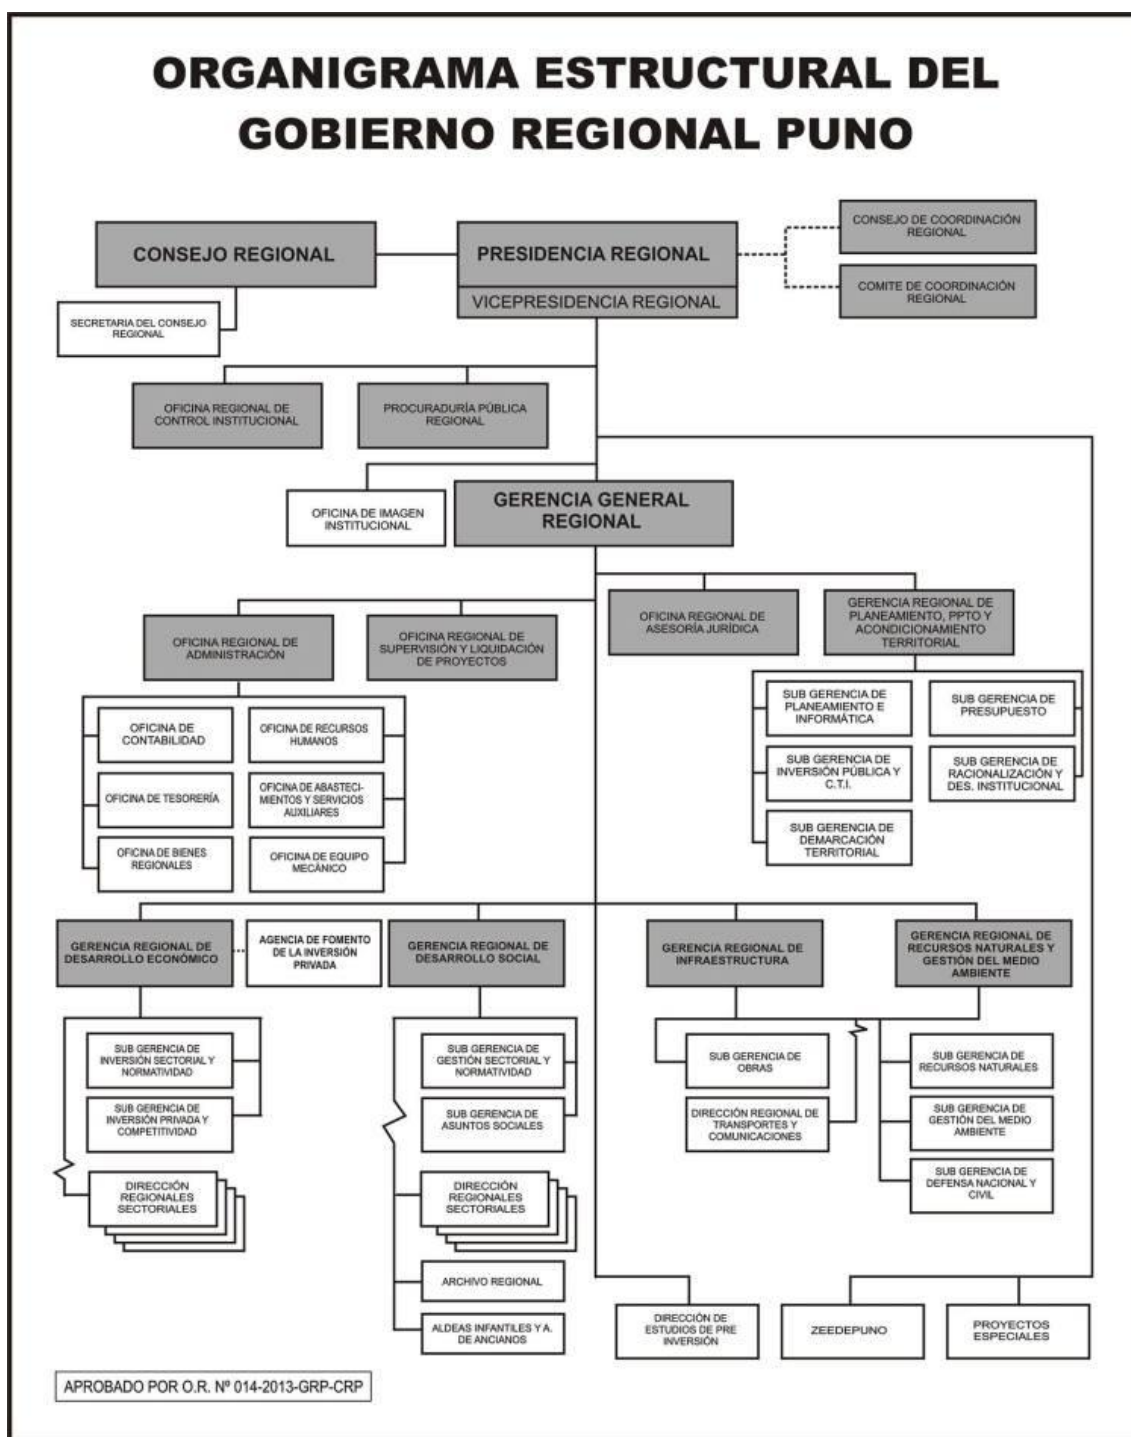 ORGANIGRAMA ESTRUCTURAL DEL
GOBIERNO REGIONAL PUNO
CONSEJO REGIONAL
PRESIDENCIA REGIONAL
VICEPRESIDENCIA REGIONAL
CONSEJO DE COORDINACIÓN
REGIONAL
COMITE DE COORDINACIÓN
REGIONAL
SECRETARIA DEL CONSEJO
REGIONAL
OFICINA REGIONAL DE
CONTROL INSTITUCIONAL
PROCURADURÍA PÚBLICA
REGIONAL
OFICINA DE IMAGEN
INSTITUCIONAL
GERENCIA GENERAL
REGIONAL
OFICINA REGIONAL DE
ADMINISTRACIÓN
OFICINA REGIONAL DE
SUPERVISIÓN Y LIQUIDACIÓN
DE PROYECTOS
OFICINA REGIONAL DE
ASESORÍA JURÍDICA
GERENCIA REGIONAL DE
PLANEAMIENTO, PPTO Y
ACONDICIONAMIENTO
TERRITORIAL
OFICINA DE
CONTABILIDAD
OFICINA DE RECURSOS
HUMANOS
OFICINA DE TESORERÍA
OFICINA DE ABASTECI-
MIENTOS Y SERVICIOS
AUXILIARES
OFICINA DE BIENES
REGIONALES
OFICINA DE EQUIPO
MECÁNICO
SUB GERENCIA DE
PLANEAMIENTO E
INFORMÁTICA
SUB GERENCIA DE
PRESUPUESTO
SUB GERENCIA DE
INVERSIÓN PÚBLICA Y
C.T.I.
SUB GERENCIA DE
RACIONALIZACIÓN Y
DES. INSTITUCIONAL
SUB GERENCIA DE
DEMARCACIÓN
TERRITORIAL
GERENCIA REGIONAL DE
DESARROLLO ECONÓMICO
AGENCIA DE FOMENTO
DE LA INVERSIÓN
PRIVADA
GERENCIA REGIONAL DE
DESARROLLO SOCIAL
GERENCIA REGIONAL DE
INFRAESTRUCTURA
GERENCIA REGIONAL DE
RECURSOS NATURALES Y
GESTIÓN DEL MEDIO
AMBIENTE
SUB GERENCIA DE
INVERSIÓN SECTORIAL Y
NORMATIVIDAD
SUB GERENCIA DE
INVERSIÓN PRIVADA Y
COMPETITIVIDAD
DIRECCIÓN
REGIONALES
SECTORIALES
SUB GERENCIA DE
GESTIÓN SECTORIAL Y
NORMATIVIDAD
SUB GERENCIA DE
ASUNTOS SOCIALES
DIRECCIÓN
REGIONALES
SECTORIALES
ARCHIVO REGIONAL
ALDEAS INFANTILES Y A.
DE ANCIANOS
SUB GERENCIA DE
OBRAS
DIRECCIÓN REGIONAL DE
TRANSPORTES Y
COMUNICACIONES
SUB GERENCIA DE
RECURSOS NATURALES
SUB GERENCIA DE
GESTIÓN DEL MEDIO
AMBIENTE
SUB GERENCIA DE
DEFENSA NACIONAL Y
CIVIL
DIRECCIÓN DE
ESTUDIOS DE PRE
INVERSIÓN
ZEEDEPUNO
PROYECTOS
ESPECIALES
APROBADO POR O.R. Nº 014-2013-GRP-CRP